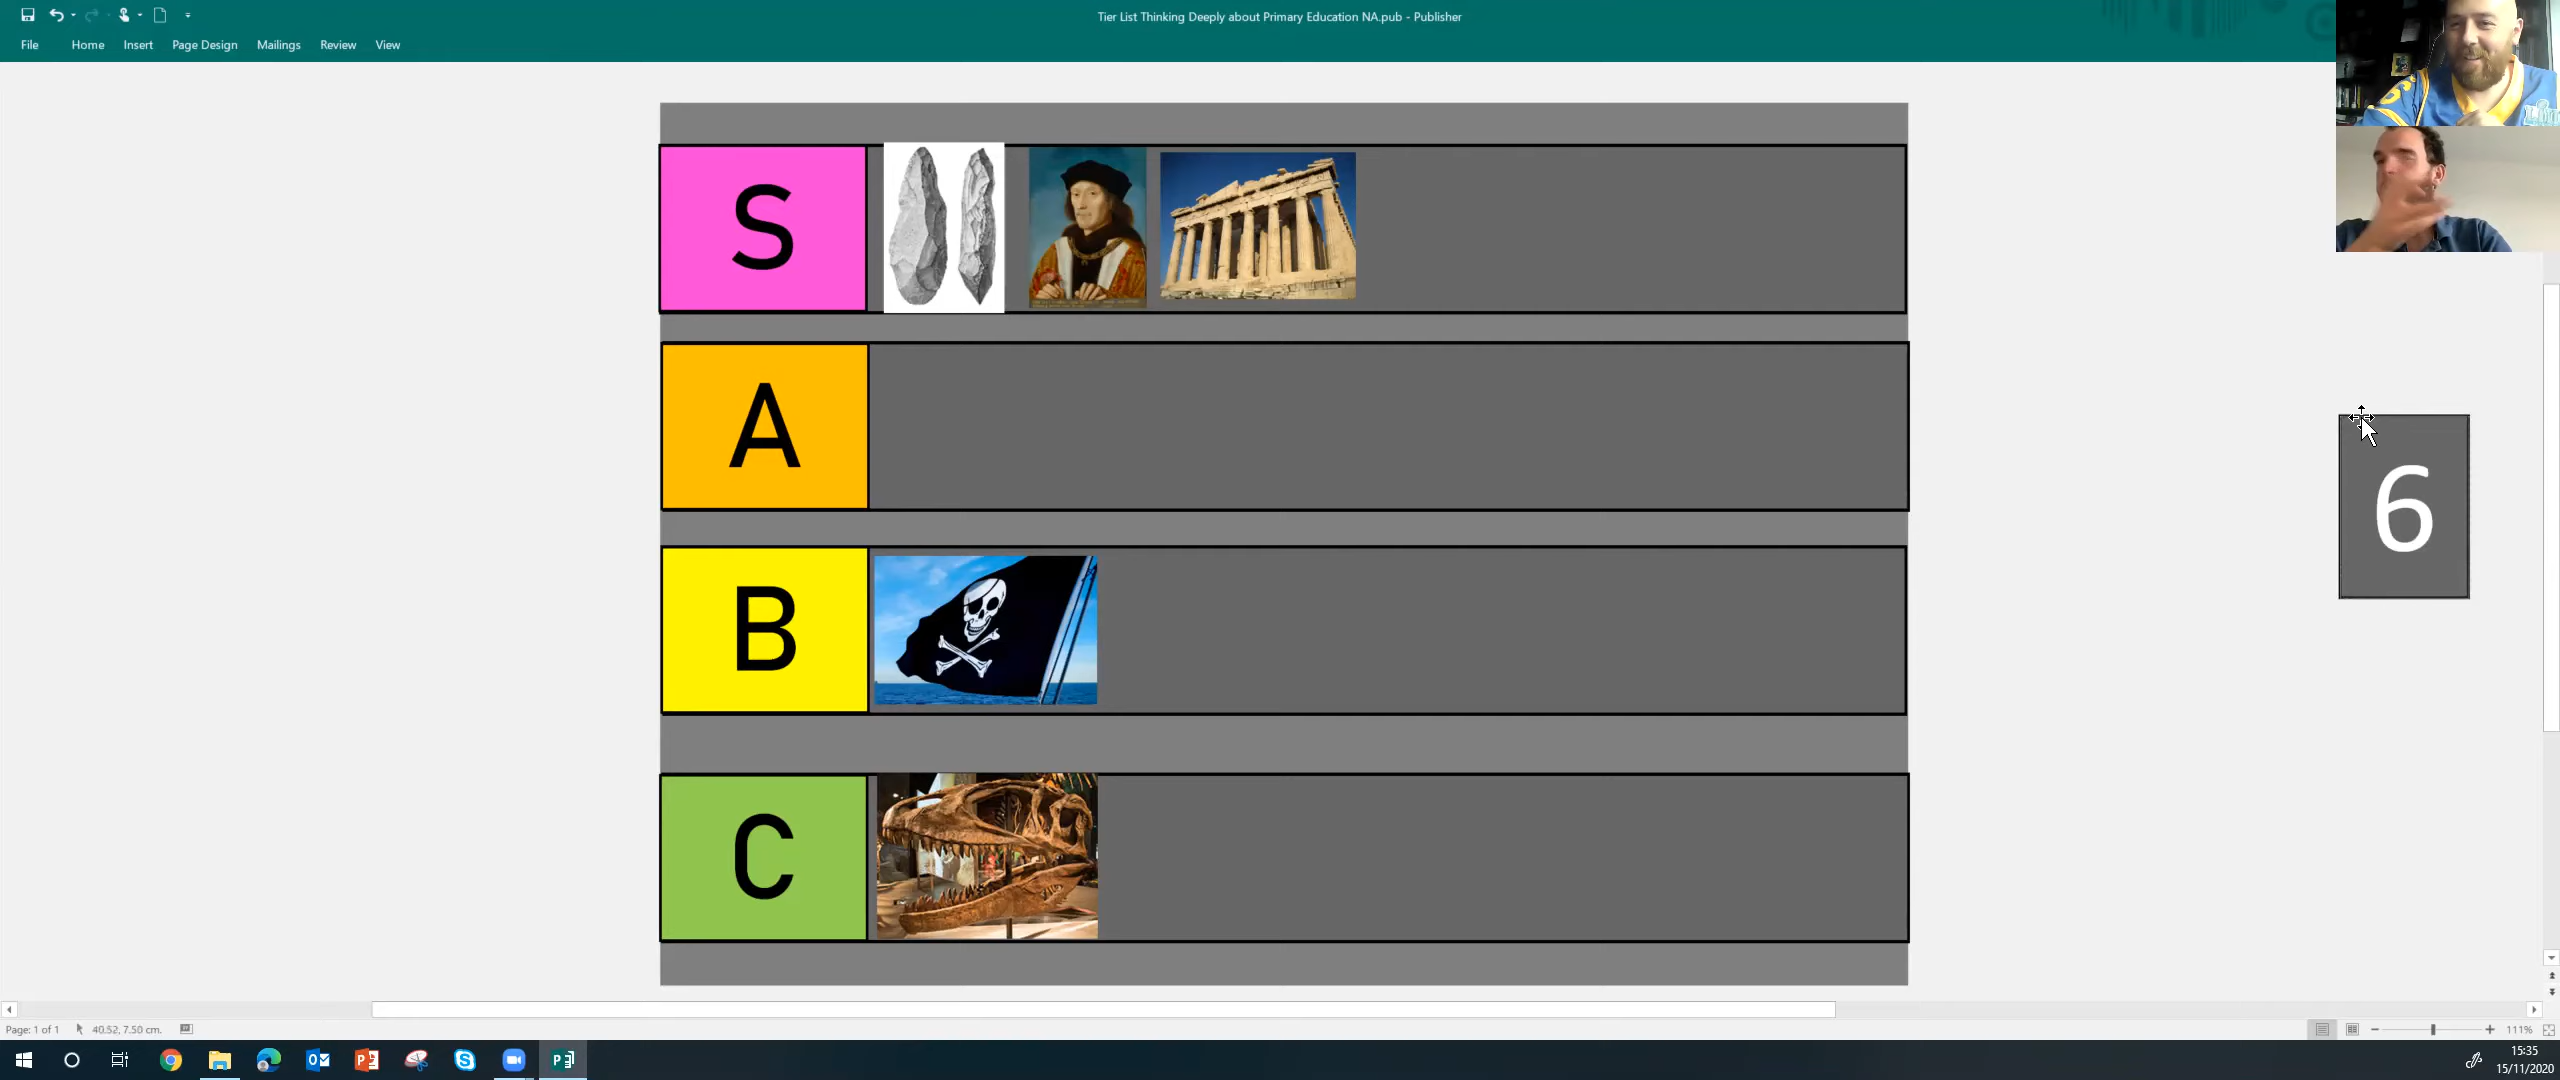 Tier List Thinking Deeply about Primary Education NA.pub - Publisher
File Home Insert Page Design Mailings Review View
S
A
6
B
C
Page: 1 of 1 40.52, 7.50 cm. 111%
15:35
15/11/2020